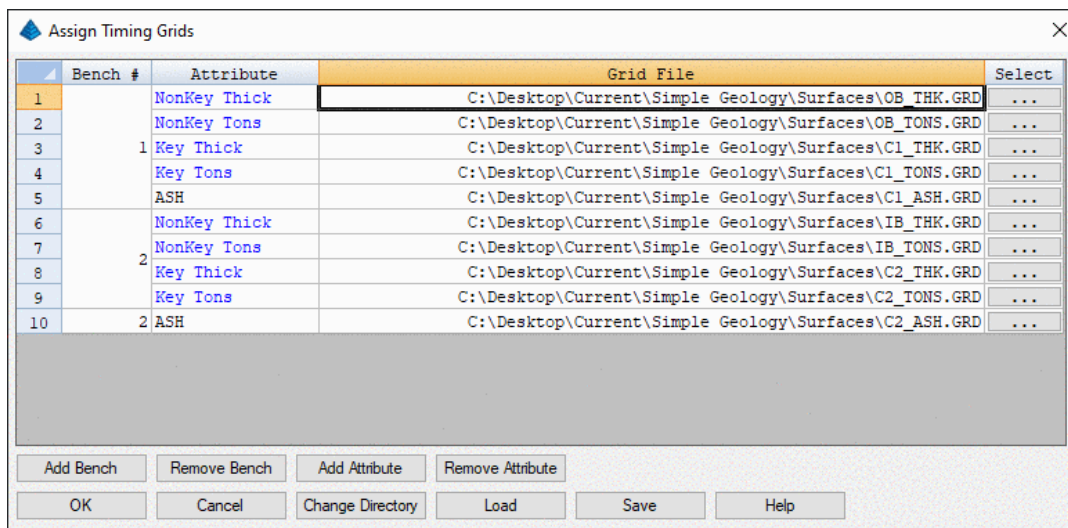 Assign Timing Grids
Bench # Attribute Grid File Select
1 NonKey Thick C:\Desktop\Current\Simple Geology\Surfaces\OB_THK.GRD ...
2 NonKey Tons C:\Desktop\Current\Simple Geology\Surfaces\OB_TONS.GRD ...
3 1 Key Thick C:\Desktop\Current\Simple Geology\Surfaces\C1_THK.GRD ...
4 Key Tons C:\Desktop\Current\Simple Geology\Surfaces\C1_TONS.GRD ...
5 ASH C:\Desktop\Current\Simple Geology\Surfaces\C1_ASH.GRD ...
6 NonKey Thick C:\Desktop\Current\Simple Geology\Surfaces\IB_THK.GRD ...
7 NonKey Tons C:\Desktop\Current\Simple Geology\Surfaces\IB_TONS.GRD ...
8 2 Key Thick C:\Desktop\Current\Simple Geology\Surfaces\C2_THK.GRD ...
9 Key Tons C:\Desktop\Current\Simple Geology\Surfaces\C2_TONS.GRD ...
10 2 ASH C:\Desktop\Current\Simple Geology\Surfaces\C2_ASH.GRD ...
Add Bench Remove Bench Add Attribute Remove Attribute
OK Cancel Change Directory Load Save Help